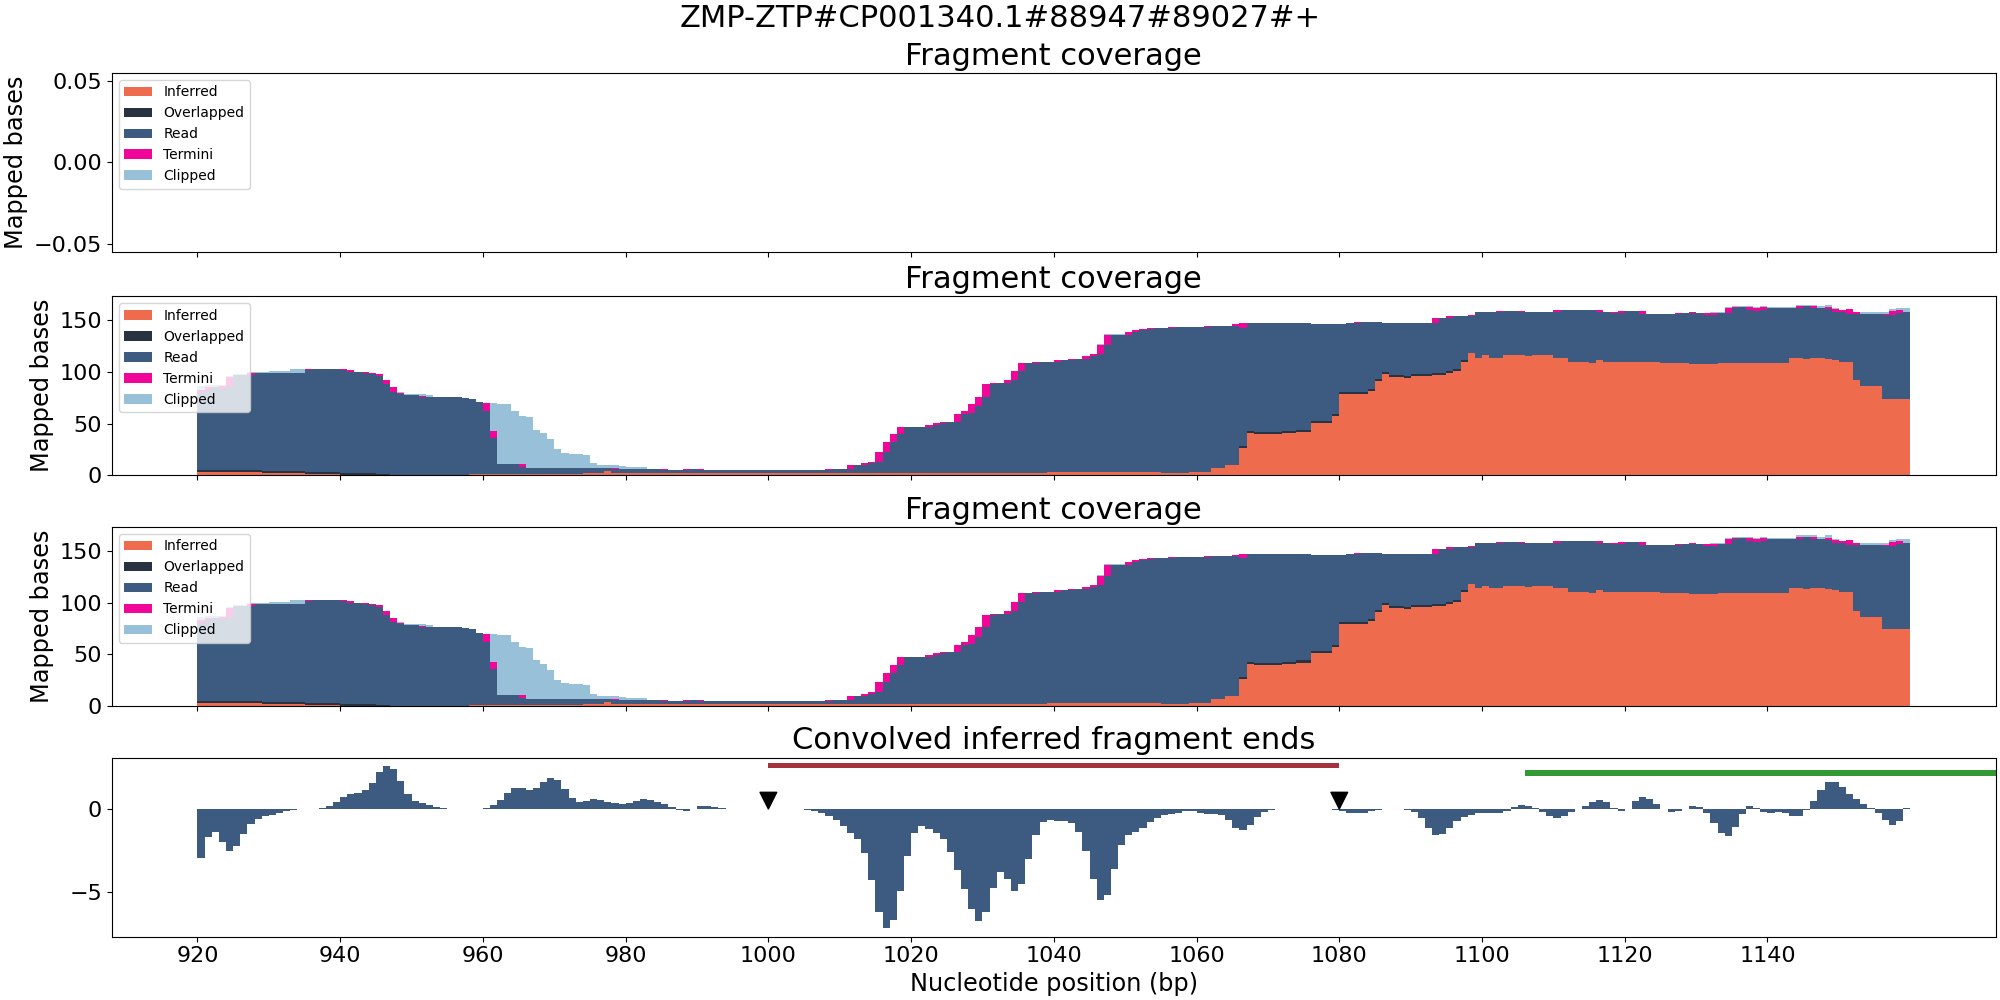 ZMP-ZTP#CP001340.1#88947#89027#+
Fragment coverage
Mapped bases
0.05
0.00
−0.05
Inferred
Overlapped
Read
Termini
Clipped
Fragment coverage
Mapped bases
150
100
50
0
Inferred
Overlapped
Read
Termini
Clipped
Fragment coverage
Mapped bases
150
100
50
0
Inferred
Overlapped
Read
Termini
Clipped
Convolved inferred fragment ends
0
−5
920 940 960 980 1000 1020 1040 1060 1080 1100 1120 1140
Nucleotide position (bp)